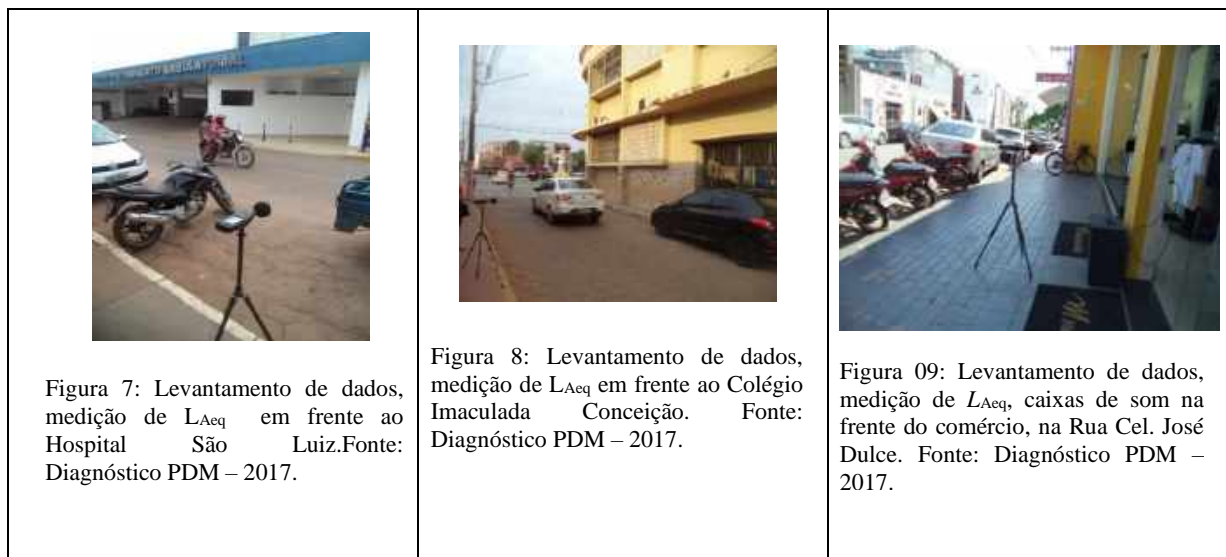 Figura 7: Levantamento de dados,
medição de LAeq em frente ao
Hospital São Luiz.Fonte:
Diagnóstico PDM – 2017.
Figura 8: Levantamento de dados,
medição de LAeq em frente ao Colégio
Imaculada Conceição. Fonte:
Diagnóstico PDM – 2017.
Figura 09: Levantamento de dados,
medição de LAeq, caixas de som na
frente do comércio, na Rua Cel. José
Dulce. Fonte: Diagnóstico PDM –
2017.